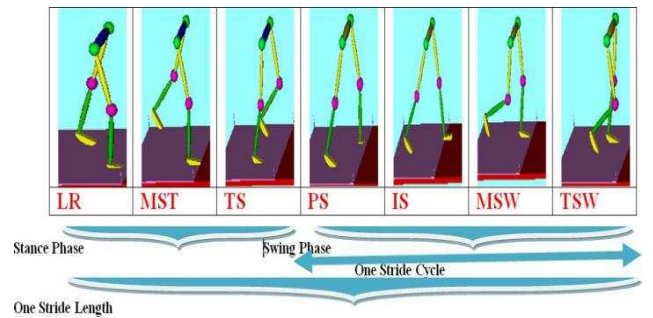 LR MST TS PS IS MSW TSW
Stance Phase Swing Phase
One Stride Cycle
One Stride Length